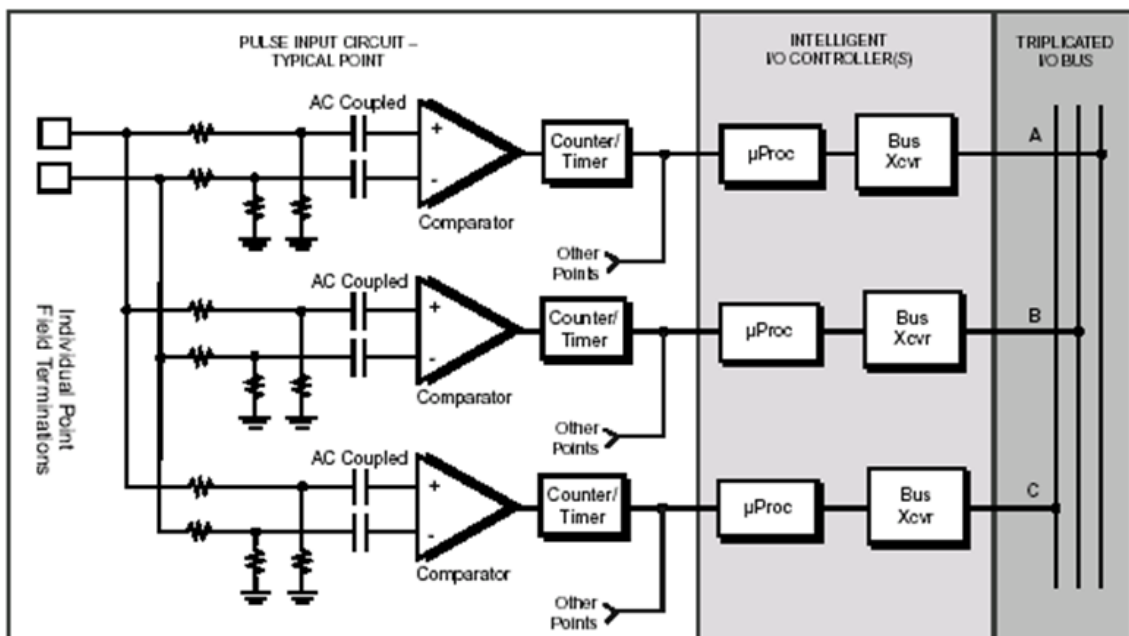 PULSE INPUT CIRCUIT –
TYPICAL POINT
INTELLIGENT
I/O CONTROLLER(S)
TRIPLICATED
I/O BUS
AC Coupled
+
-
Comparator
Counter/
Timer
Other
Points
µProc
Bus
Xcvr
A
Individual Point
Field Terminations
AC Coupled
+
-
Comparator
Counter/
Timer
Other
Points
µProc
Bus
Xcvr
B
AC Coupled
+
-
Comparator
Counter/
Timer
Other
Points
µProc
Bus
Xcvr
C